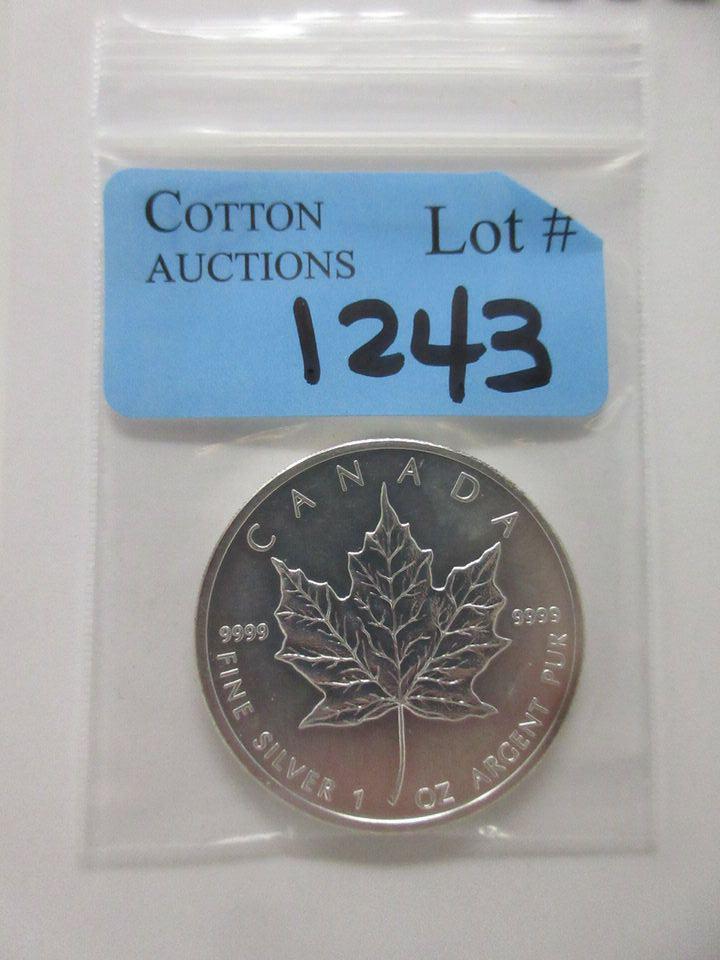 COTTON
AUCTIONS
Lot #
1243
CANADA
9999
9999
FINE SILVER 1 OZ ARGENT PUR